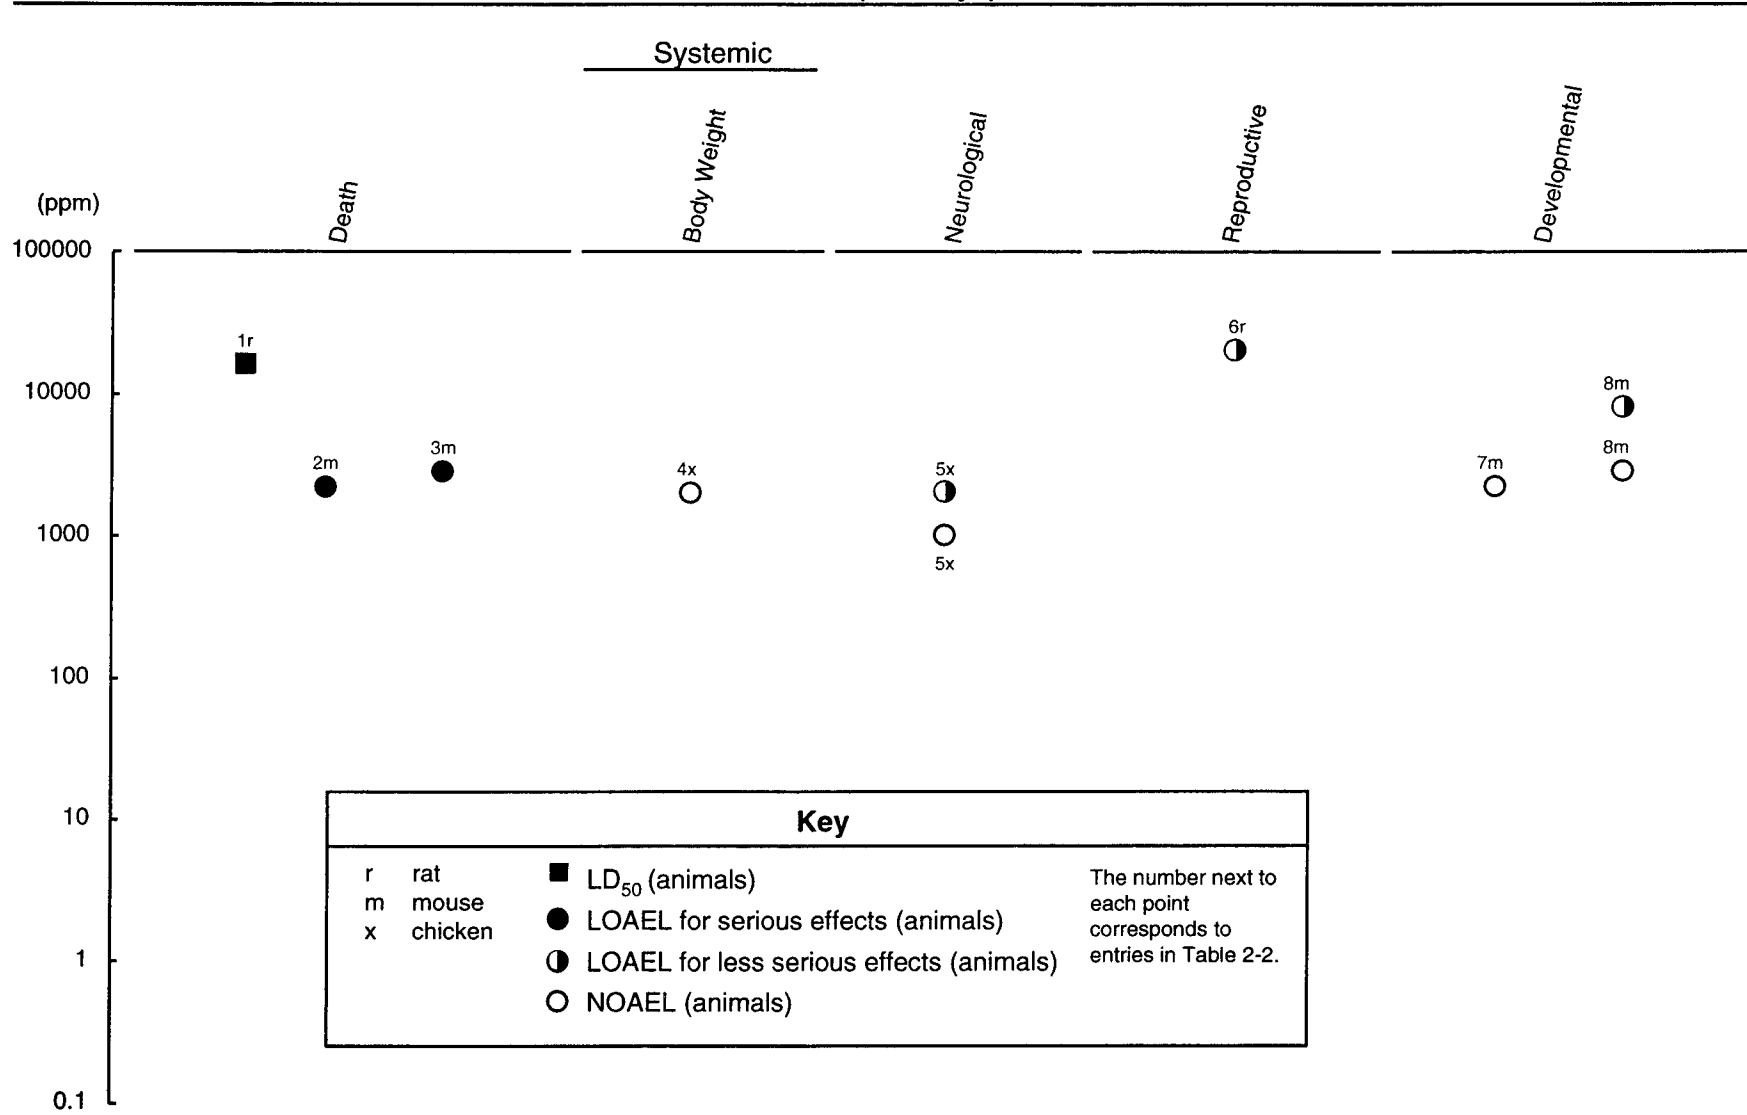 Systemic
Death
Body Weight
Neurological
Reproductive
Developmental
(ppm)
100000
10000
1000
100
10
1
0.1
1r
2m
3m
4x
5x
5x
6r
7m
8m
8m
Key
r rat
m mouse
x chicken
LD50 (animals)
LOAEL for serious effects (animals)
LOAEL for less serious effects (animals)
NOAEL (animals)
The number next to
each point
corresponds to
entries in Table 2-2.